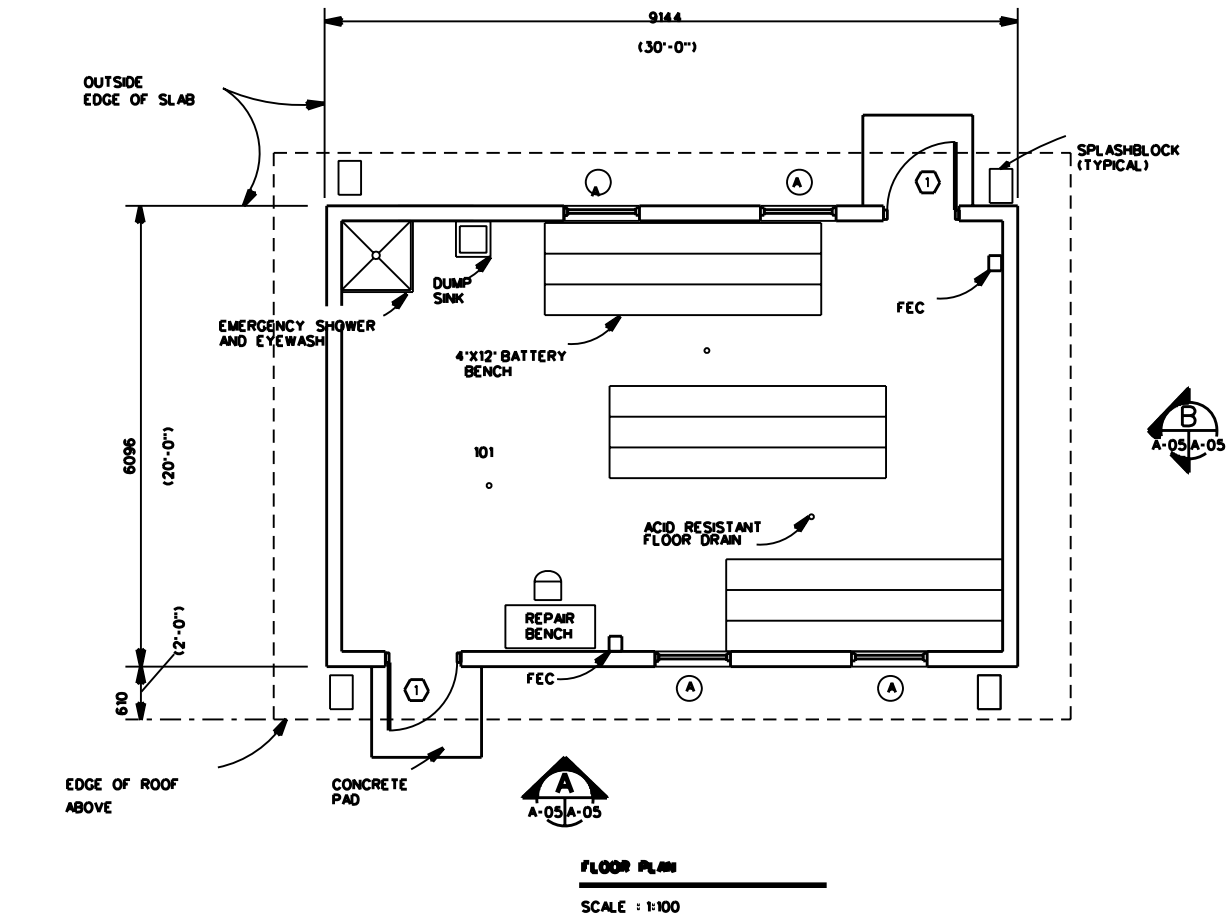 9144
(30'-0")
OUTSIDE
EDGE OF SLAB
SPLASHBLOCK
(TYPICAL)
A
A
1
DUMP
SINK
FEC
EMERGENCY SHOWER
AND EYEWASH
4'X12' BATTERY
BENCH
B
A-05 A-05
6096
(20'-0")
101
ACID RESISTANT
FLOOR DRAIN
REPAIR
BENCH
(2'-0")
610
FEC
1
A
A
EDGE OF ROOF
ABOVE
CONCRETE
PAD
A
A-05 A-05
FLOOR PLAN
SCALE : 1:100